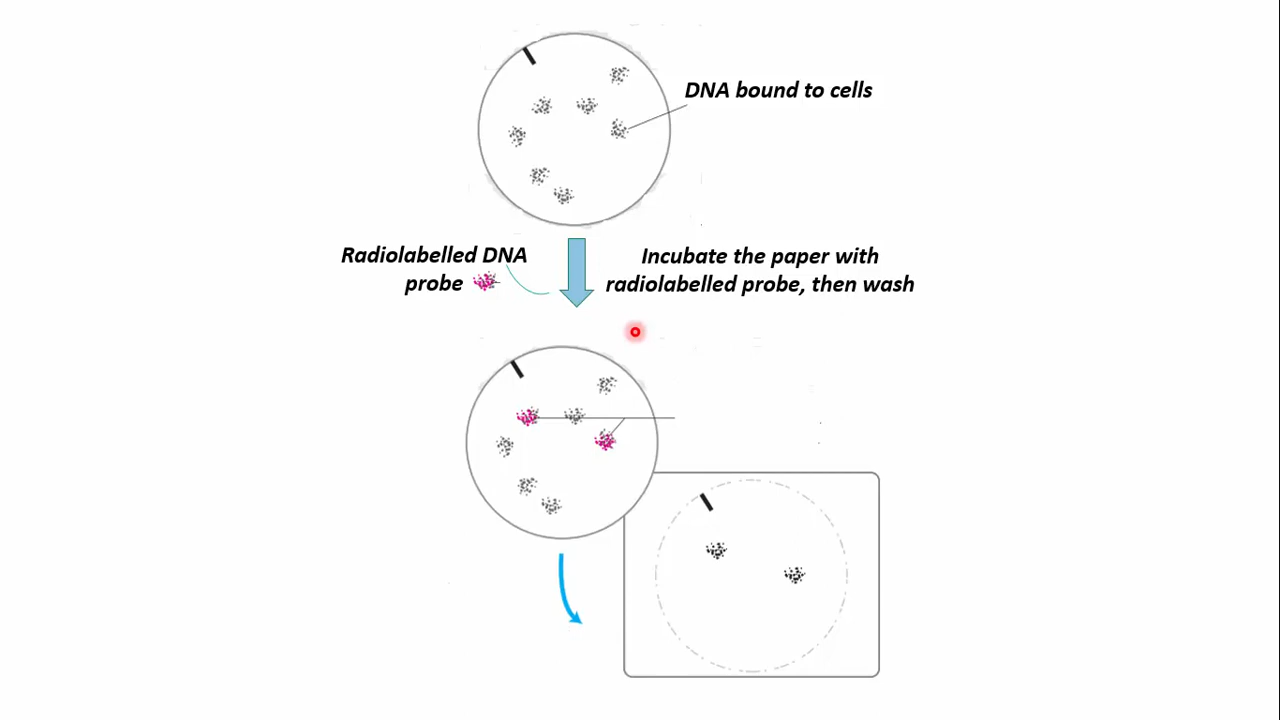 DNA bound to cells
Radiolabelled DNA
probe
Incubate the paper with
radiolabelled probe, then wash